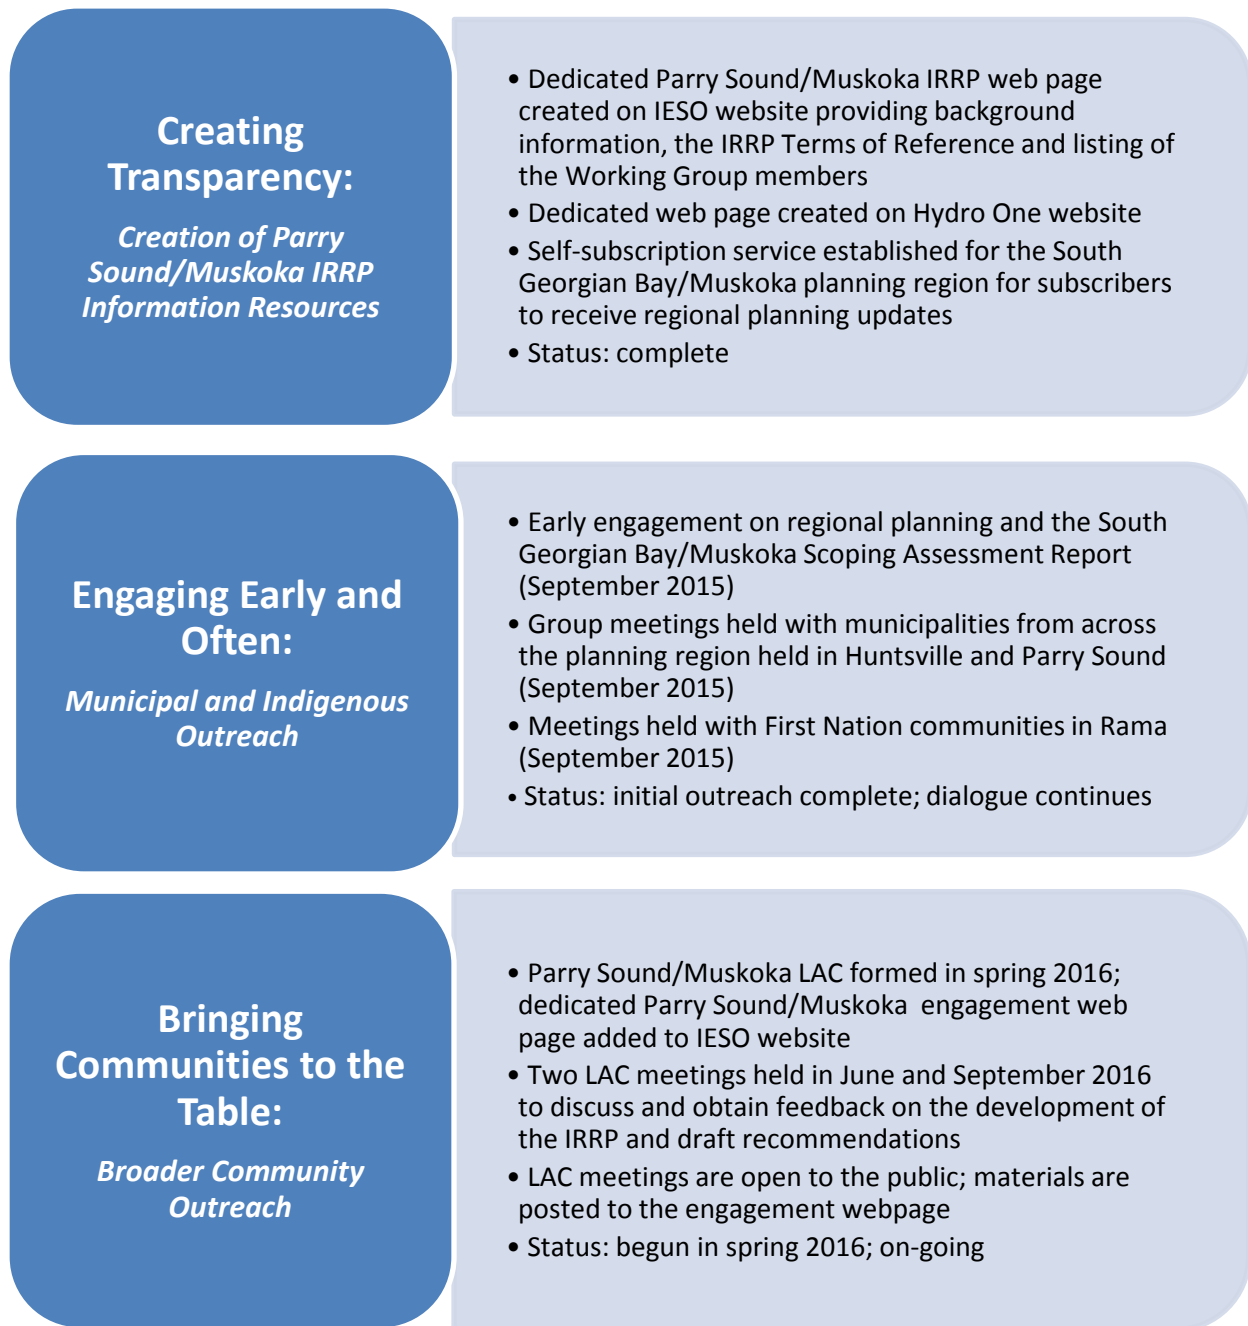 Creating
Transparency:
Creation of Parry
Sound/Muskoka IRRP
Information Resources
• Dedicated Parry Sound/Muskoka IRRP web page
created on IESO website providing background
information, the IRRP Terms of Reference and listing of
the Working Group members
• Dedicated web page created on Hydro One website
• Self-subscription service established for the South
Georgian Bay/Muskoka planning region for subscribers
to receive regional planning updates
• Status: complete
Engaging Early and
Often:
Municipal and Indigenous
Outreach
• Early engagement on regional planning and the South
Georgian Bay/Muskoka Scoping Assessment Report
(September 2015)
• Group meetings held with municipalities from across
the planning region held in Huntsville and Parry Sound
(September 2015)
• Meetings held with First Nation communities in Rama
(September 2015)
• Status: initial outreach complete; dialogue continues
Bringing
Communities to the
Table:
Broader Community
Outreach
• Parry Sound/Muskoka LAC formed in spring 2016;
dedicated Parry Sound/Muskoka engagement web
page added to IESO website
• Two LAC meetings held in June and September 2016
to discuss and obtain feedback on the development of
the IRRP and draft recommendations
• LAC meetings are open to the public; materials are
posted to the engagement webpage
• Status: begun in spring 2016; on-going